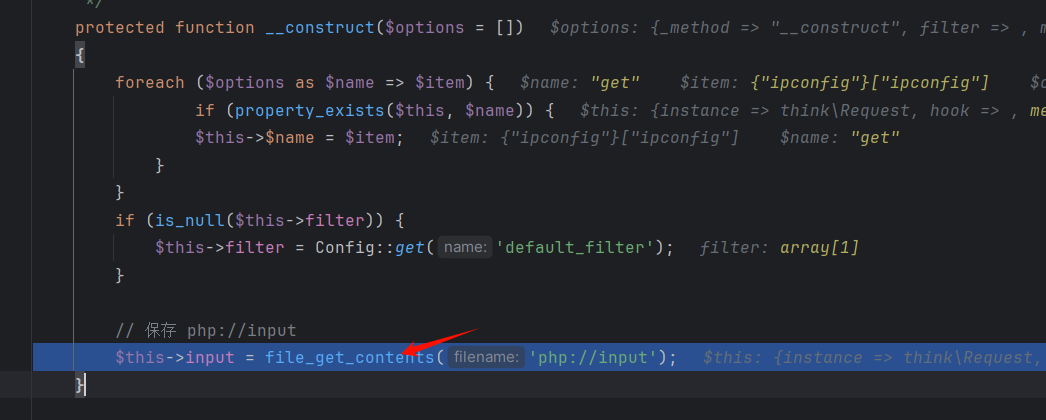 */
protected function __construct($options = []) $options: {_method => "__construct", filter => , m
{
foreach ($options as $name => $item) { $name: "get" $item: {"ipconfig"}["ipconfig"]
if (property_exists($this, $name)) { $this: {instance => think\Request, hook => , me
$this->$name = $item; $item: {"ipconfig"}["ipconfig"] $name: "get"
}
}
if (is_null($this->filter)) {
$this->filter = Config::get( name: 'default_filter'); filter: array[1]
}
// 保存 php://input
$this->input = file_get_contents( filename: 'php://input'); $this: {instance => think\Request,
}